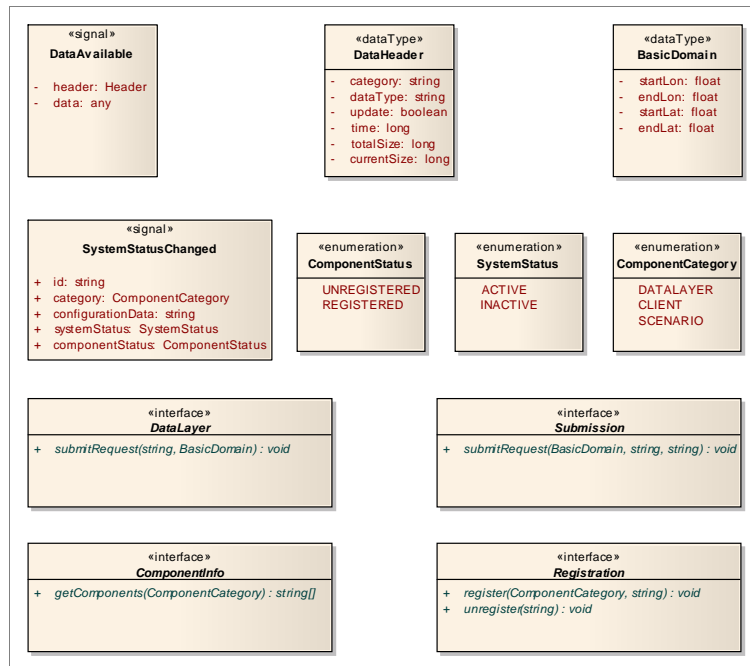 «signal»
DataAvailable
- header: Header
- data: any
«dataType»
DataHeader
- category: string
- dataType: string
- update: boolean
- time: long
- totalSize: long
- currentSize: long
«dataType»
BasicDomain
- startLon: float
- endLon: float
- startLat: float
- endLat: float
«signal»
SystemStatusChanged
+ id: string
+ category: ComponentCategory
+ configurationData: string
+ systemStatus: SystemStatus
+ componentStatus: ComponentStatus
«enumeration»
ComponentStatus
UNREGISTERED
REGISTERED
«enumeration»
SystemStatus
ACTIVE
INACTIVE
«enumeration»
ComponentCategory
DATALAYER
CLIENT
SCENARIO
«interface»
DataLayer
+ submitRequest(string, BasicDomain) : void
«interface»
Submission
+ submitRequest(BasicDomain, string, string) : void
«interface»
ComponentInfo
+ getComponents(ComponentCategory) : string[]
«interface»
Registration
+ register(ComponentCategory, string) : void
+ unregister(string) : void